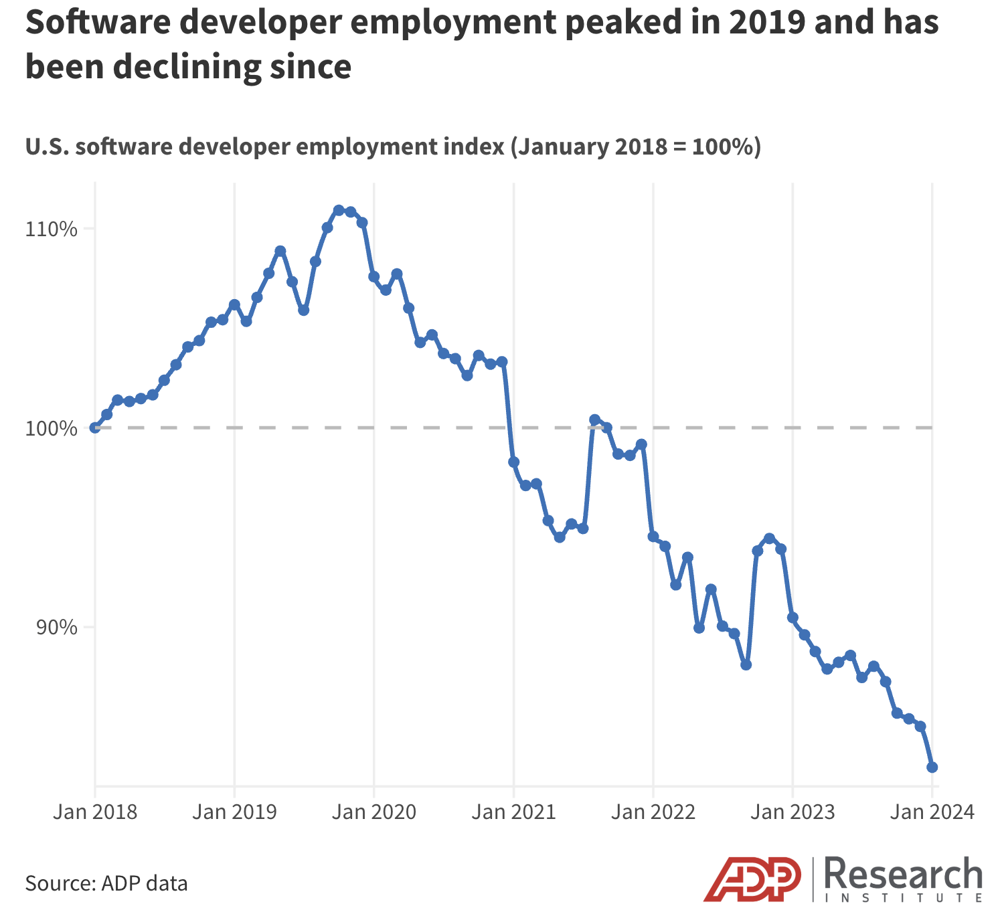 Software developer employment peaked in 2019 and has
been declining since
U.S. software developer employment index (January 2018 = 100%)
110%
100%
90%
Jan 2018 Jan 2019 Jan 2020 Jan 2021 Jan 2022 Jan 2023 Jan 2024
Source: ADP data
ADP Research
INSTITUTE